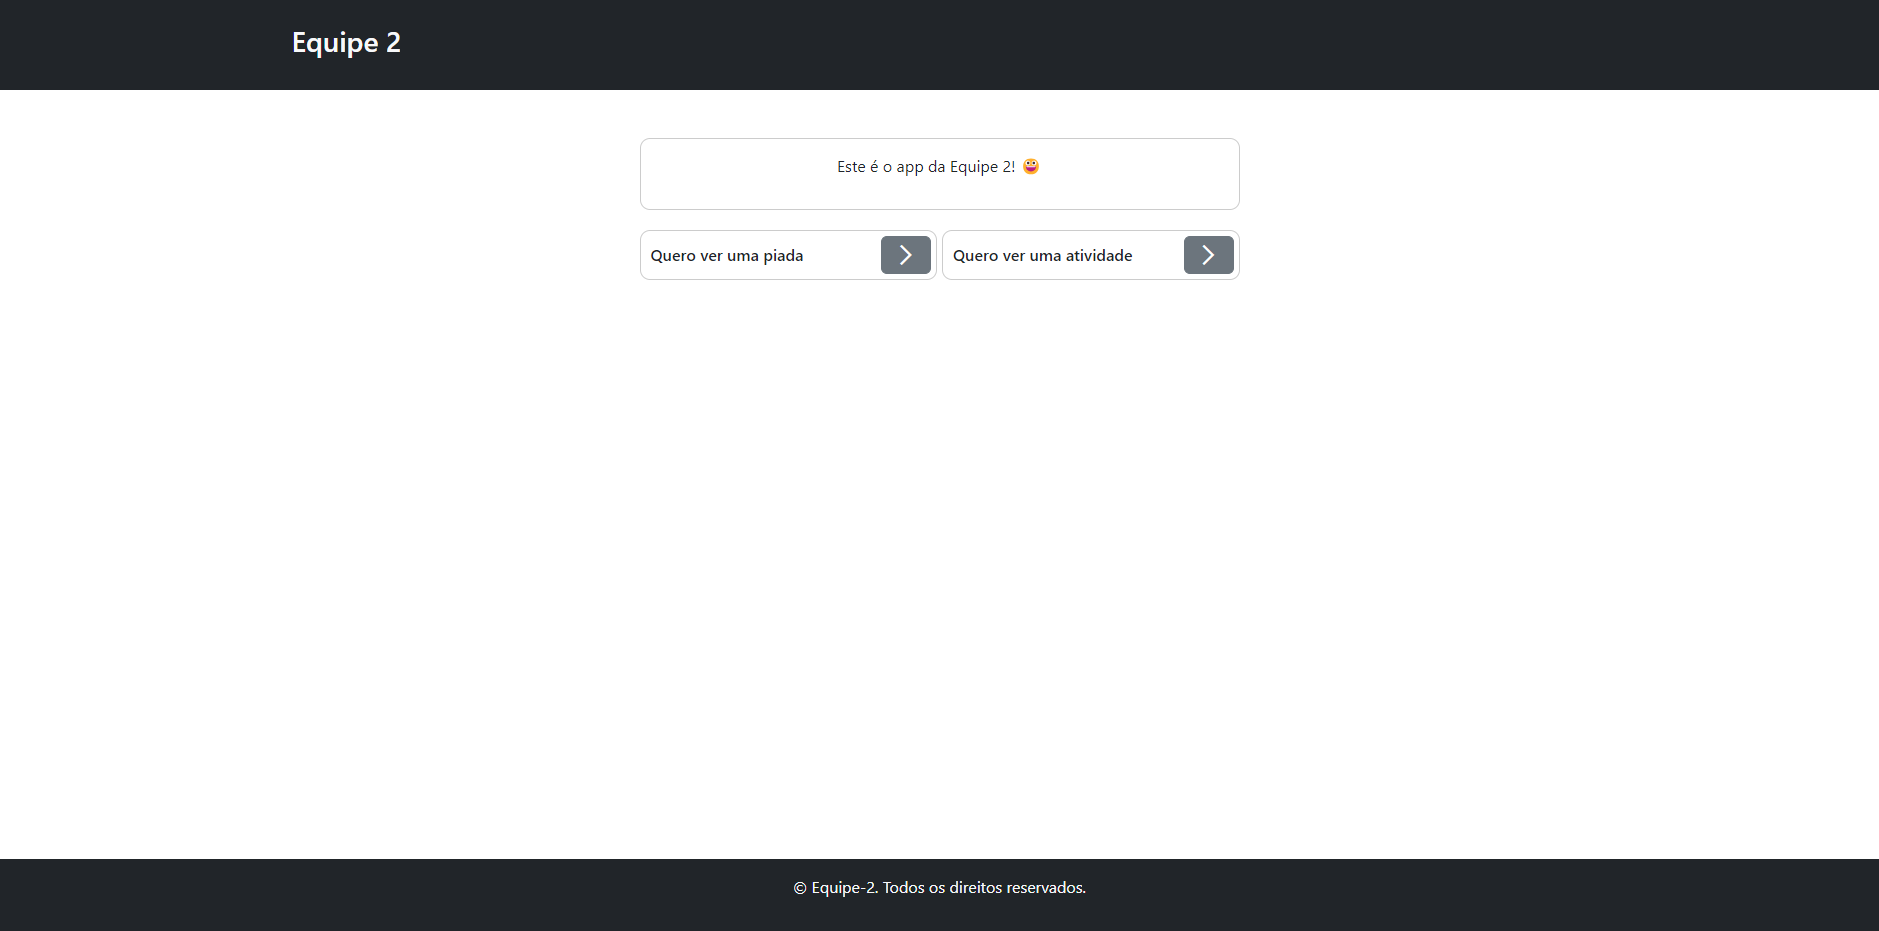 Equipe 2
Este é o app da Equipe 2! 😀
Quero ver uma piada
Quero ver uma atividade
© Equipe-2. Todos os direitos reservados.